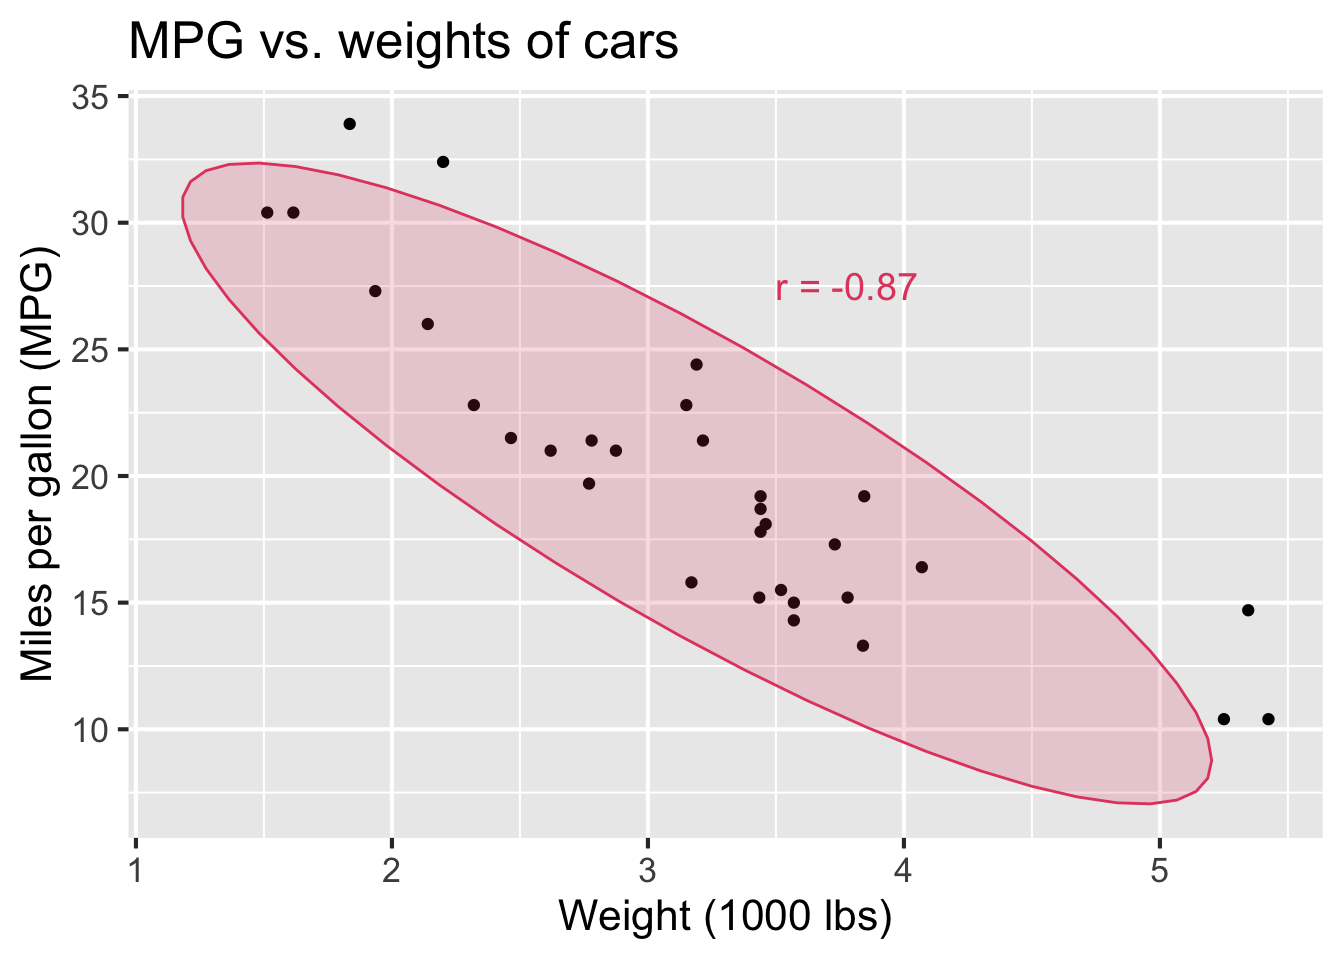 MPG vs. weights of cars
35
30
25
20
15
10
Miles per gallon (MPG)
r = -0.87
1 2 3 4 5
Weight (1000 lbs)